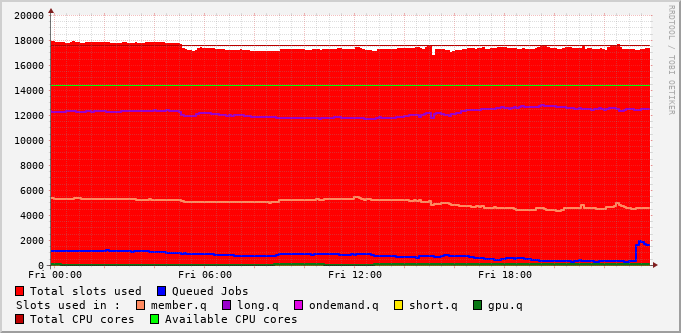 20000
18000
16000
14000
12000
10000
8000
6000
4000
2000
0
Fri 00:00 Fri 06:00 Fri 12:00 Fri 18:00
RRDTOOL / TOBI OETIKER
Total slots used Queued Jobs
Slots used in : member.q long.q ondemand.q short.q gpu.q
Total CPU cores Available CPU cores